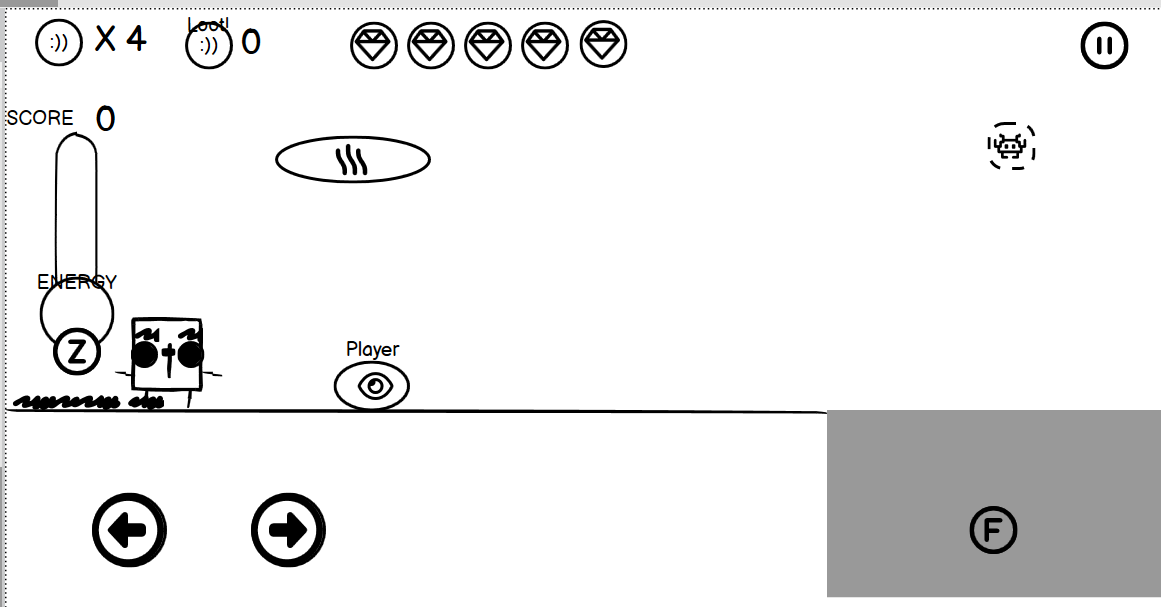 Loot!
:)) X 4 :)) 0
SCORE 0
ENERGY
Z
Player
F